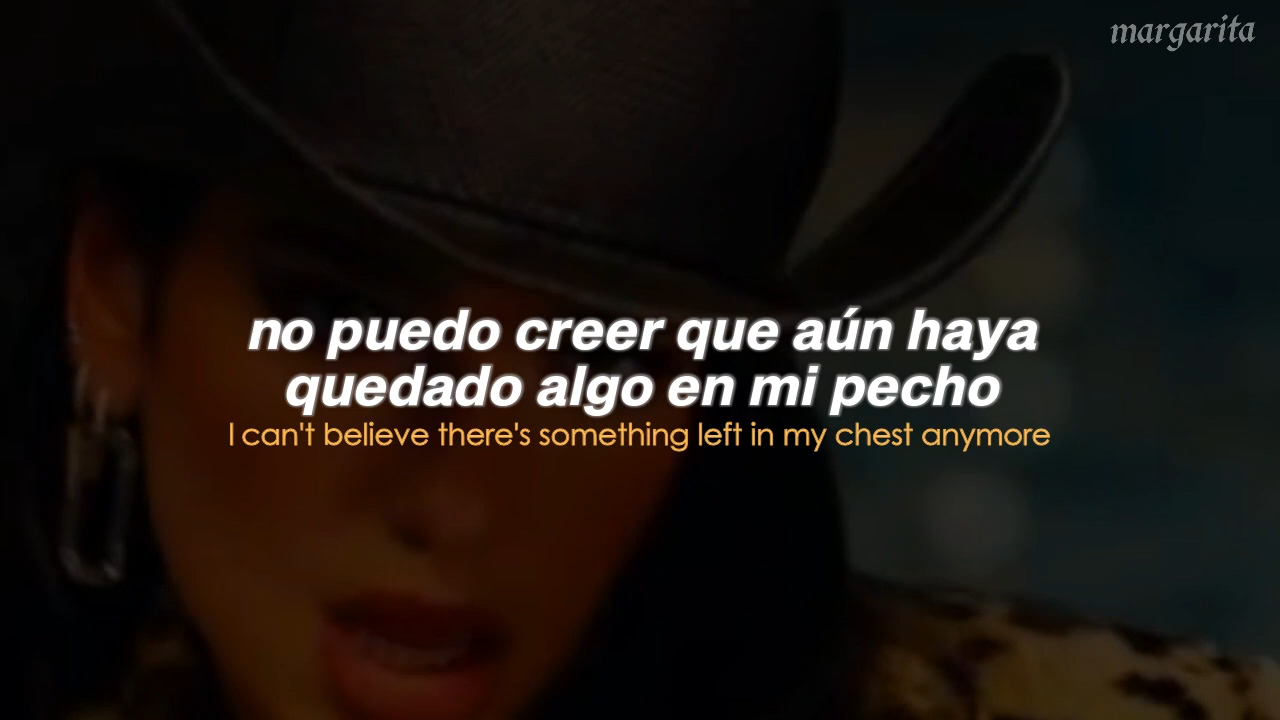 margarita
no puedo creer que aún haya
quedado algo en mi pecho
I can't believe there's something left in my chest anymore